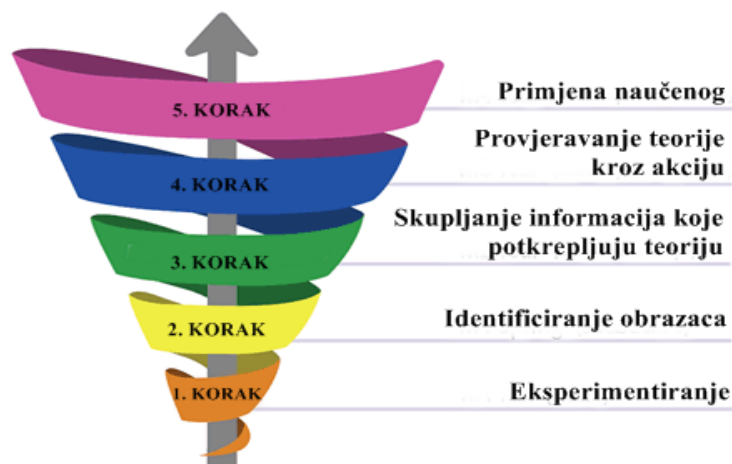 5. KORAK
Primjena naučenog
4. KORAK
Provjeravanje teorije
kroz akciju
3. KORAK
Skupljanje informacija koje
potkrepljuju teoriju
2. KORAK
Identificiranje obrazaca
1. KORAK
Eksperimentiranje